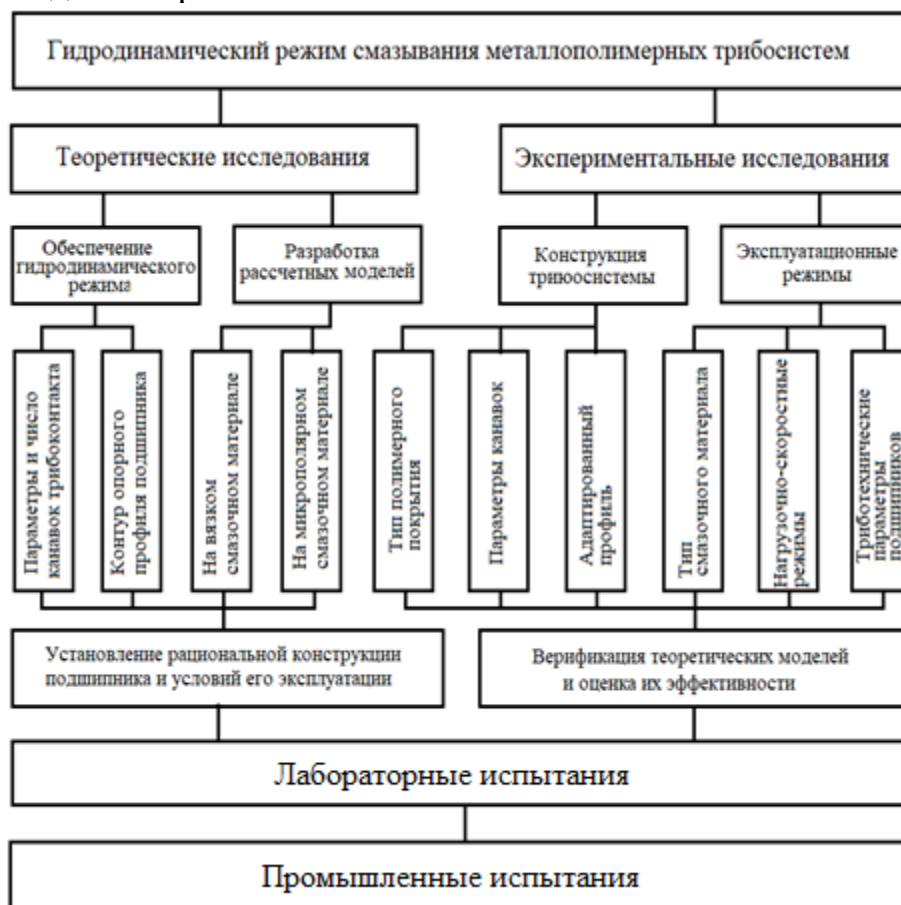 Гидродинамический режим смазывания металлополимерных трибосистем
Теоретические исследования
Экспериментальные исследования
Обеспечение
гидродинамического
режима
Разработка
рассчетных моделей
Конструкция
триюосистемы
Эксплуатационные
режимы
Параметры и число
канавок трибоконтакта
Контур опорного
профиля подшипника
На вязком
смазочном материале
На микрополярном
смазочном материале
Тип полимерного
покрытия
Параметры канавок
Адаптированный
профиль
Тип
смазочного материала
Нагрузочно-скоростные
режимы
Триботехнические
параметры
подшипников
Установление рациональной конструкции
подшипника и условий его эксплуатации
Верификация теоретических моделей
и оценка их эффективности
Лабораторные испытания
Промышленные испытания